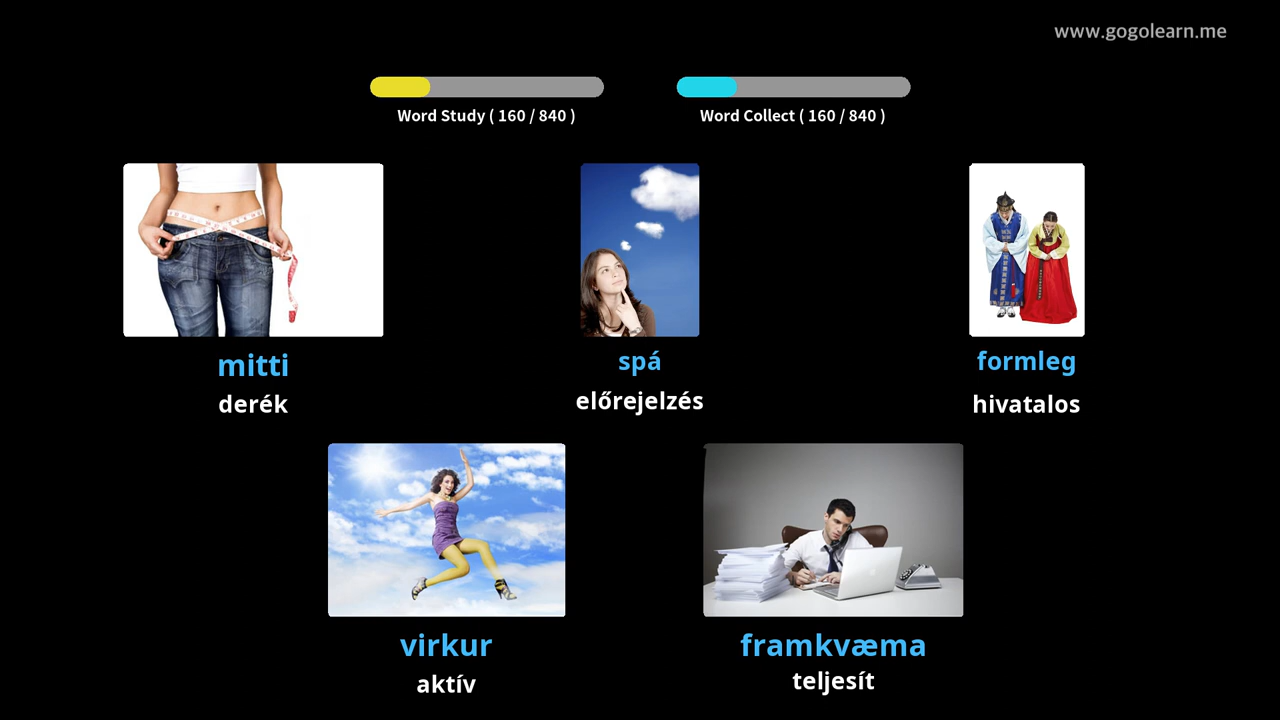 www.gogolearn.me
Word Study ( 160 / 840 )
Word Collect ( 160 / 840 )
mitti
derék
spá
előrejelzés
formleg
hivatalos
virkur
aktív
framkvæma
teljesít